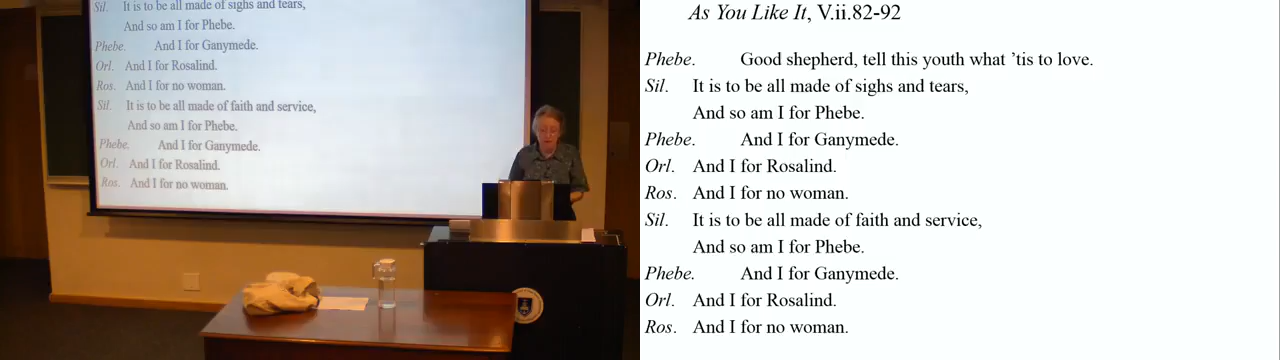 Sil. It is to be all made of sighs and tears,
And so am I for Phebe.
Phebe. And I for Ganymede.
Orl. And I for Rosalind.
Ros. And I for no woman.
Sil. It is to be all made of faith and service,
And so am I for Phebe.
Phebe. And I for Ganymede.
Orl. And I for Rosalind.
Ros. And I for no woman.
As You Like It, V.ii.82-92
Phebe. Good shepherd, tell this youth what ’tis to love.
Sil. It is to be all made of sighs and tears,
And so am I for Phebe.
Phebe. And I for Ganymede.
Orl. And I for Rosalind.
Ros. And I for no woman.
Sil. It is to be all made of faith and service,
And so am I for Phebe.
Phebe. And I for Ganymede.
Orl. And I for Rosalind.
Ros. And I for no woman.